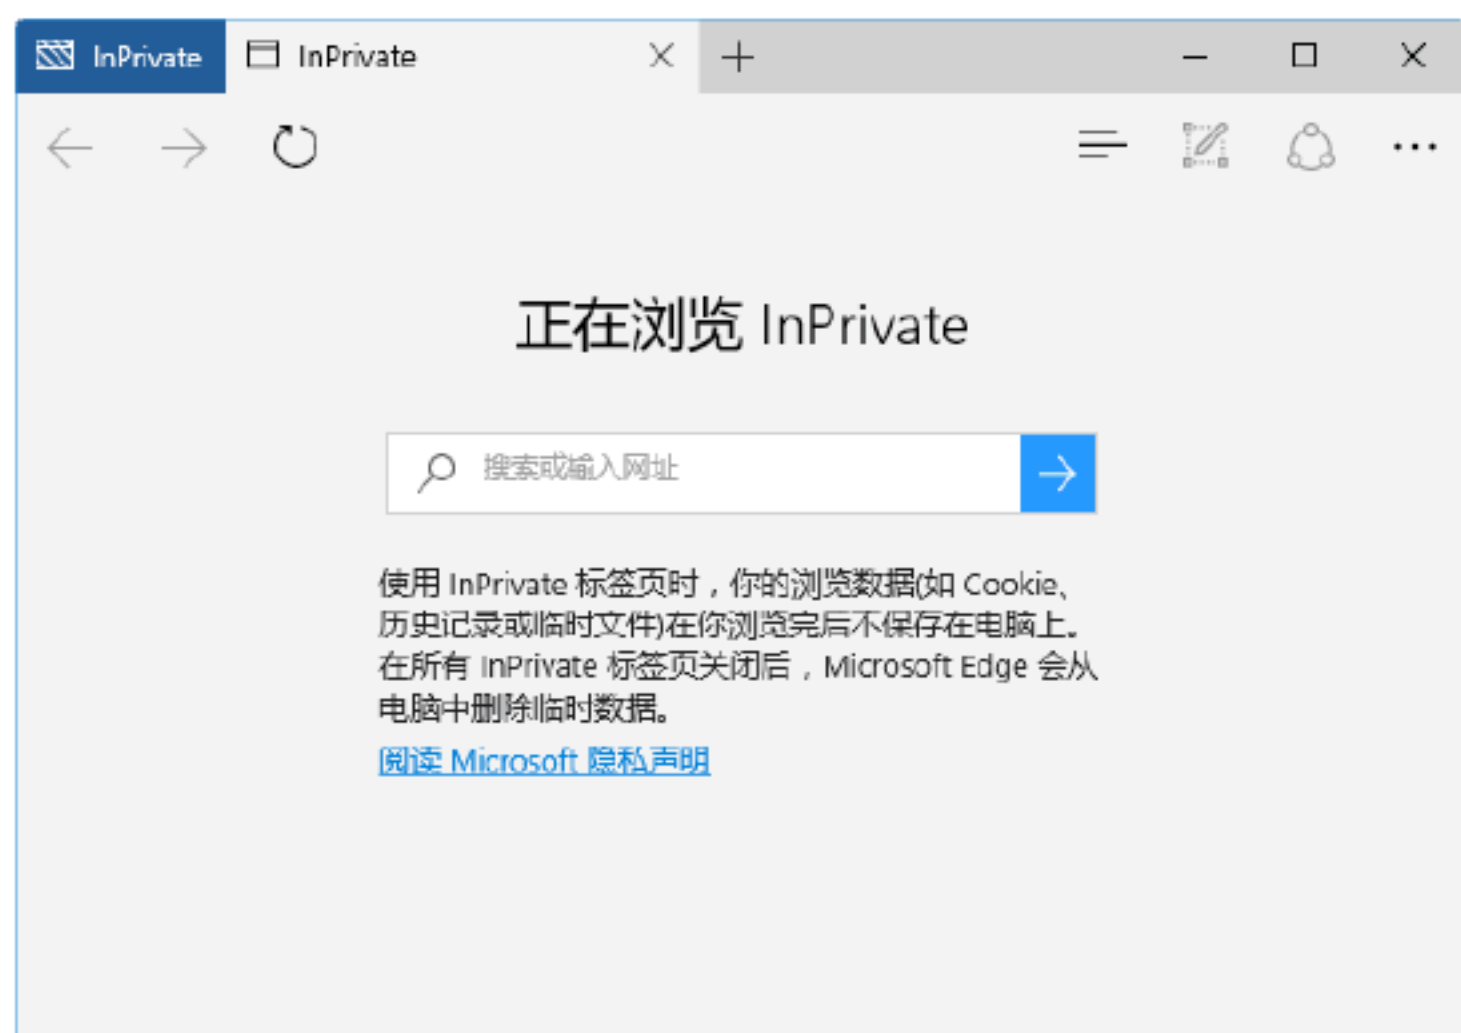 InPrivate InPrivate
正在浏览 InPrivate
搜索或输入网址
使用 InPrivate 标签页时，你的浏览数据(如 Cookie、
历史记录或临时文件)在你浏览完后不保存在电脑上。
在所有 InPrivate 标签页关闭后，Microsoft Edge 会从
电脑中删除临时数据。
阅读 Microsoft 隐私声明